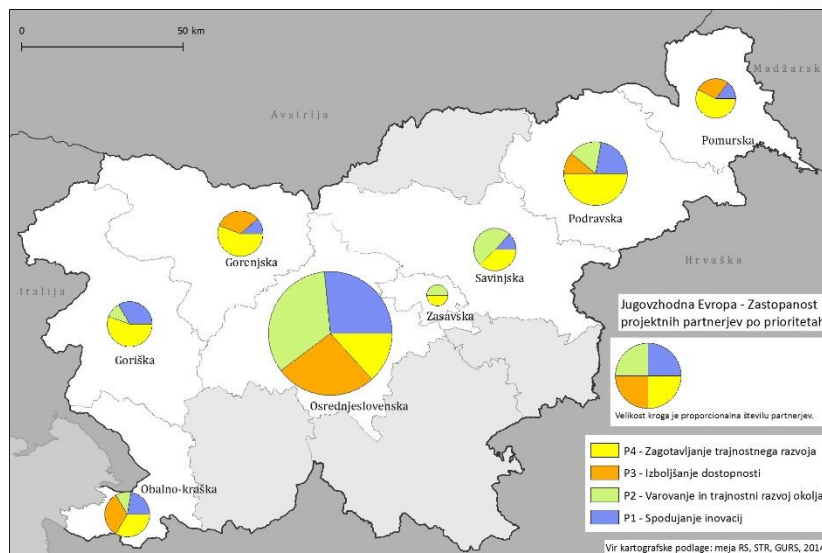 0
50 km
Avstrija
Madžarska
Pomurska
Podravska
Gorenjska
Savinjska
Hrvaška
Italija
Zasavska
Goriška
Osrednjeslovenska
Obalno-kraška
Jugovzhodna Evropa - Zastopanost
projektnih partnerjev po prioritetah
Velikost kroga je proporcionalna številu partnerjev.
P4 - Zagotavljanje trajnostnega razvoja
P3 - Izboljšanje dostopnosti
P2 - Varovanje in trajnostni razvoj okolja
P1 - Spodujanje inovacij
Vir kartografske podlage: meja RS, STR, GURS, 2014